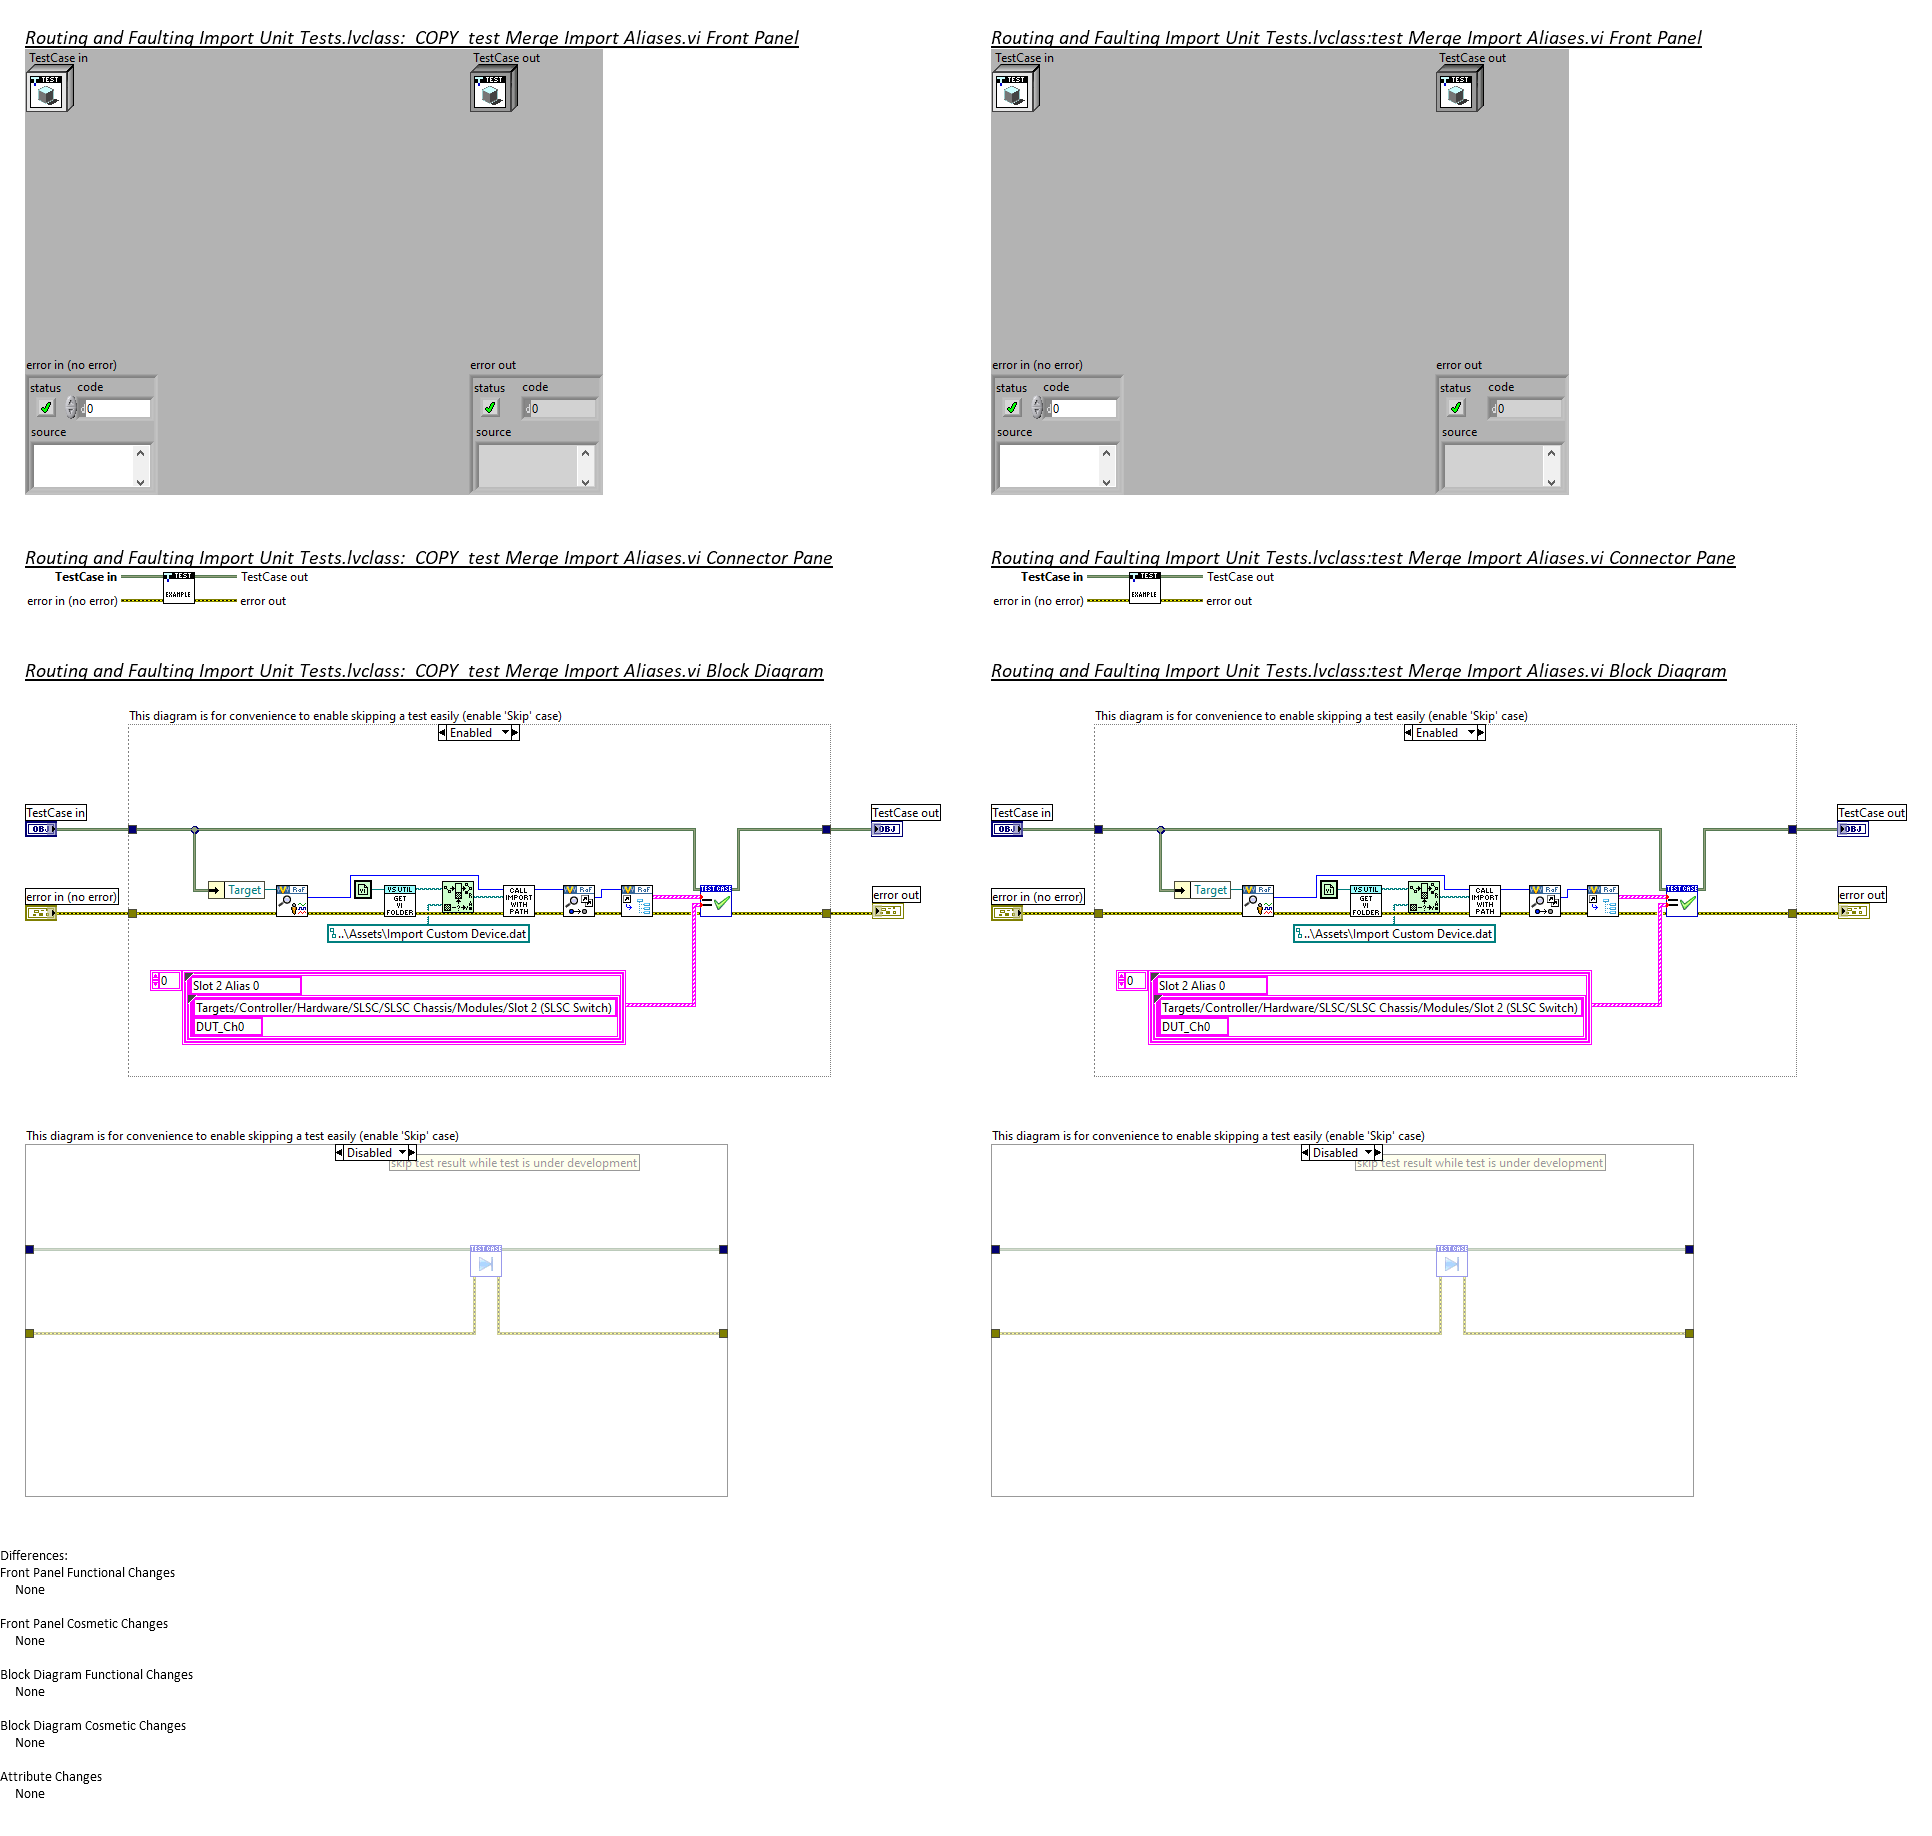 Routing and Faulting Import Unit Tests.lvclass:_COPY_test Merge Import Aliases.vi Front Panel
TestCase in
TestCase out
TEST
TEST
error in (no error)
error out
status
code
status
code
d
0
d
0
source
source
Routing and Faulting Import Unit Tests.lvclass:test Merge Import Aliases.vi Front Panel
TestCase in
TestCase out
TEST
TEST
error in (no error)
error out
status
code
status
code
d
0
d
0
source
source
Routing and Faulting Import Unit Tests.lvclass:_COPY_test Merge Import Aliases.vi Connector Pane
TestCase in
TEST
TestCase out
error in (no error)
EXAMPLE
error out
Routing and Faulting Import Unit Tests.lvclass:test Merge Import Aliases.vi Connector Pane
TestCase in
TEST
TestCase out
error in (no error)
EXAMPLE
error out
Routing and Faulting Import Unit Tests.lvclass:_COPY_test Merge Import Aliases.vi Block Diagram
This diagram is for convenience to enable skipping a test easily (enable 'Skip' case)
Enabled
TestCase in
OBJ
TestCase out
OBJ
Target
RaF
VS UTIL
GET
VI
FOLDER
CALL
IMPORT
WITH
PATH
RaF
RaF
TEST CASE
error in (no error)
error out
..\Assets\Import Custom Device.dat
0
Slot 2 Alias 0
Targets/Controller/Hardware/SLSC/SLSC Chassis/Modules/Slot 2 (SLSC Switch)
DUT_Ch0
This diagram is for convenience to enable skipping a test easily (enable 'Skip' case)
Disabled
skip test result while test is under development
TEST CASE
Routing and Faulting Import Unit Tests.lvclass:test Merge Import Aliases.vi Block Diagram
This diagram is for convenience to enable skipping a test easily (enable 'Skip' case)
Enabled
TestCase in
OBJ
TestCase out
OBJ
Target
RaF
VS UTIL
GET
VI
FOLDER
CALL
IMPORT
WITH
PATH
RaF
RaF
TEST CASE
error in (no error)
error out
..\Assets\Import Custom Device.dat
0
Slot 2 Alias 0
Targets/Controller/Hardware/SLSC/SLSC Chassis/Modules/Slot 2 (SLSC Switch)
DUT_Ch0
This diagram is for convenience to enable skipping a test easily (enable 'Skip' case)
Disabled
skip test result while test is under development
TEST CASE
Differences:
Front Panel Functional Changes
None
Front Panel Cosmetic Changes
None
Block Diagram Functional Changes
None
Block Diagram Cosmetic Changes
None
Attribute Changes
None